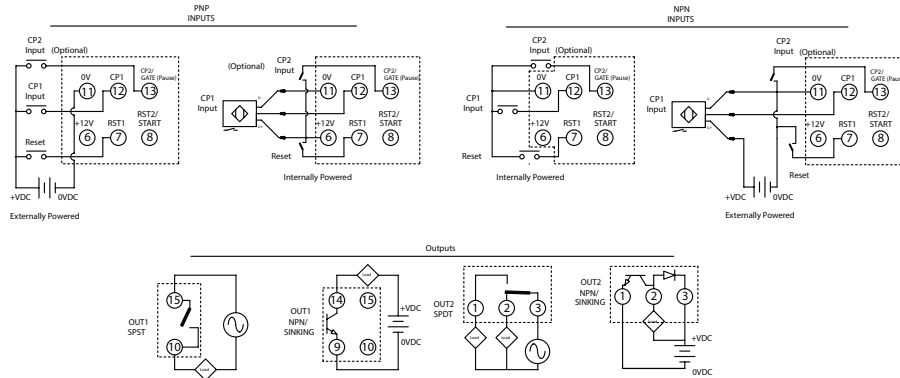 PNP
INPUTS
NPN
INPUTS
CP2
Input
(Optional)
CP1
Input
Reset
0V
CP1
CP2/
GATE (Pause)
11
12
13
+12V
RST1
RST2/
START
6
7
8
+VDC
0VDC
Externally Powered
(Optional)
CP2
Input
CP1
Input
Reset
0V
CP1
CP2/
GATE (Pause)
11
12
13
+12V
RST1
RST2/
START
6
7
8
Internally Powered
CP2
Input
(Optional)
CP1
Input
Reset
0V
CP1
CP2/
GATE (Pause)
11
12
13
+12V
RST1
RST2/
START
6
7
8
Internally Powered
CP2
Input
(Optional)
CP1
Input
0V
CP1
CP2/
GATE (Pause)
11
12
13
+12V
RST1
RST2/
START
6
7
8
Reset
+VDC
0VDC
Externally Powered
Outputs
OUT1
SPST
15
10
Load
OUT1
NPN/
SINKING
14
15
9
10
Load
+VDC
0VDC
OUT2
SPDT
1
2
3
Load
Load
OUT2
NPN/
SINKING
1
2
3
Load
+VDC
0VDC